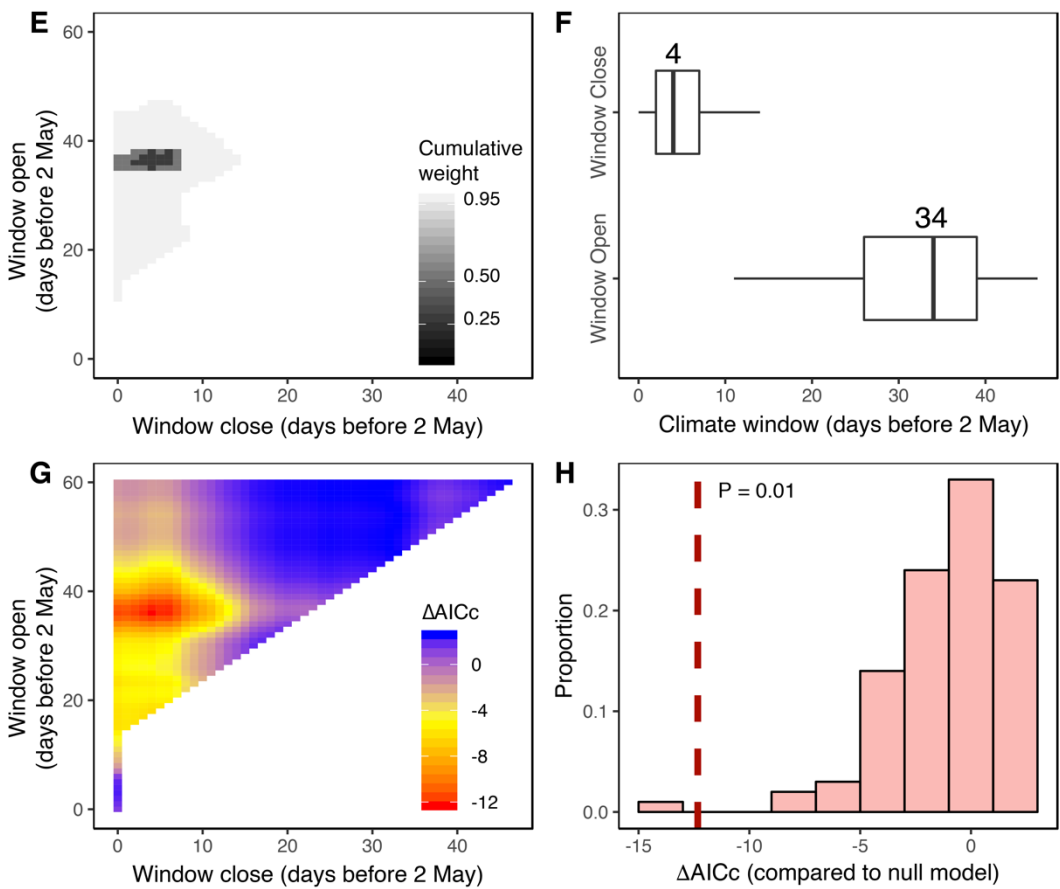 E
60
40
20
0
Window open
(days before 2 May)
Cumulative
weight
0.95
0.50
0.25
0
10
20
30
40
Window close (days before 2 May)
F
Window Close
Window Open
4
34
0
10
20
30
40
Climate window (days before 2 May)
G
60
40
20
0
Window open
(days before 2 May)
ΔAICc
0
-4
-8
-12
0
10
20
30
40
Window close (days before 2 May)
H
P = 0.01
0.3
0.2
0.1
0.0
Proportion
-15
-10
-5
0
ΔAICc (compared to null model)